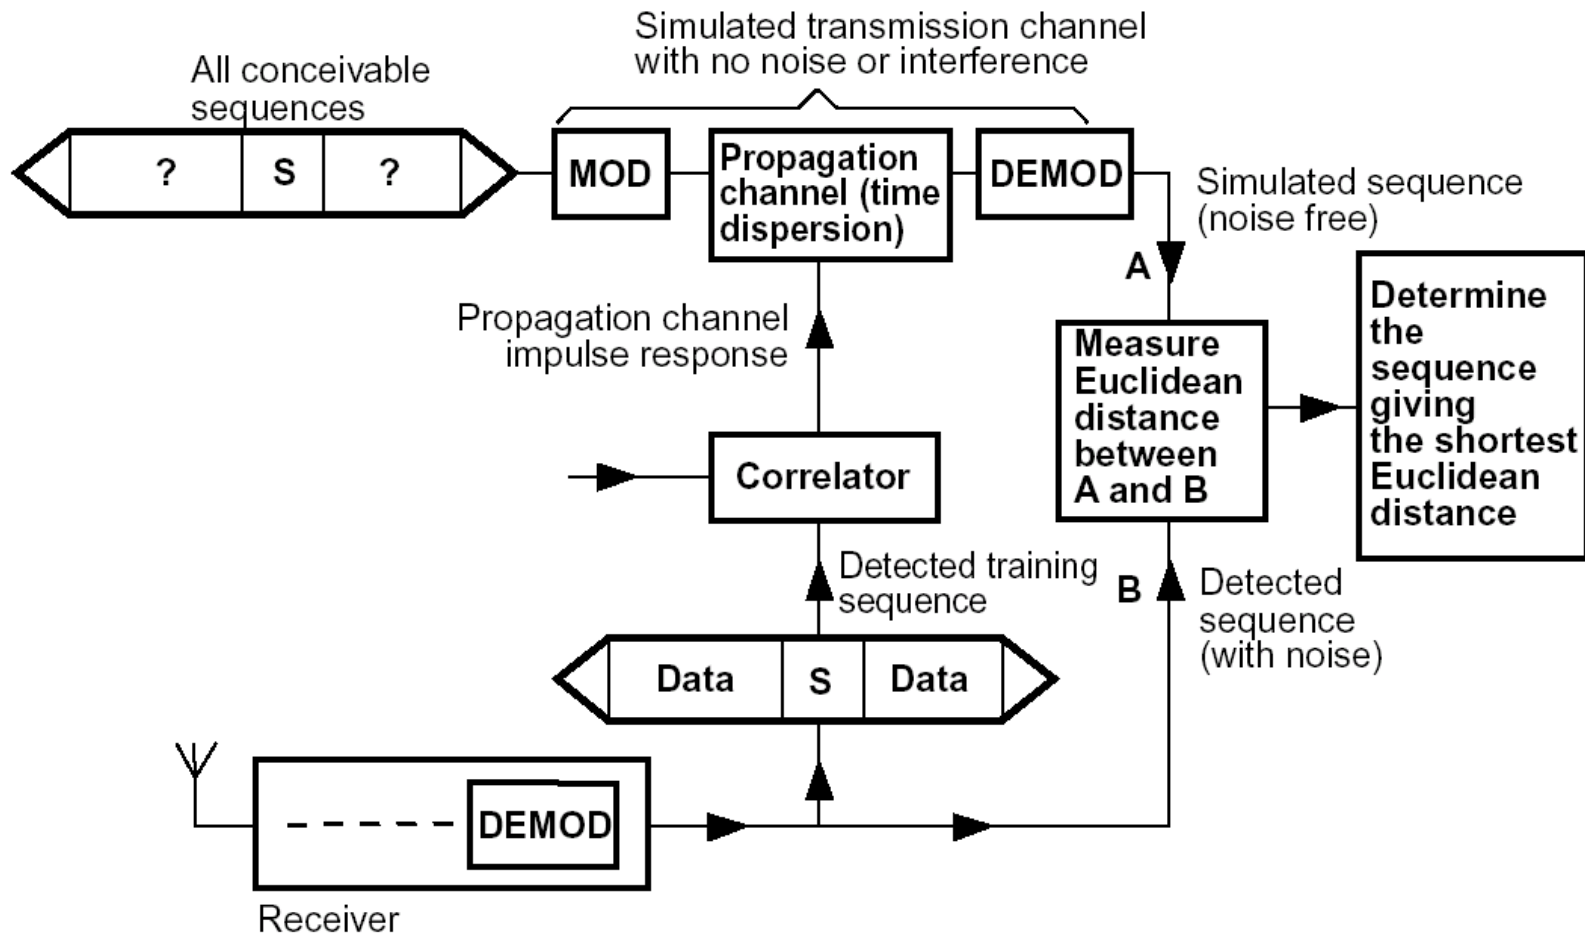 Simulated transmission channel
with no noise or interference
All conceivable
sequences
? S ?
MOD
Propagation
channel (time
dispersion)
DEMOD
Simulated sequence
(noise free)
A
Propagation channel
impulse response
Measure
Euclidean
distance
between
A and B
Determine
the
sequence
giving
the shortest
Euclidean
distance
Correlator
Detected training
sequence
B
Detected
sequence
(with noise)
Data S Data
DEMOD
Receiver